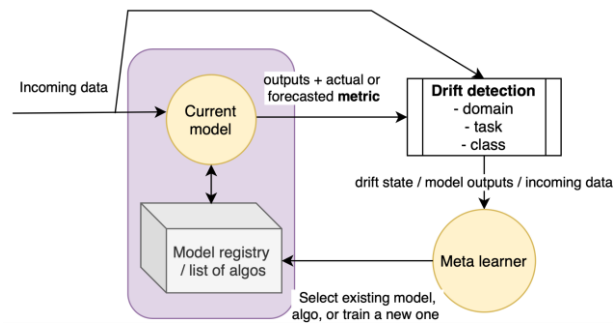 Incoming data
Current
model
outputs + actual or
forecasted metric
Drift detection
- domain
- task
- class
drift state / model outputs / incoming data
Model registry
/ list of algos
Meta learner
Select existing model,
algo, or train a new one